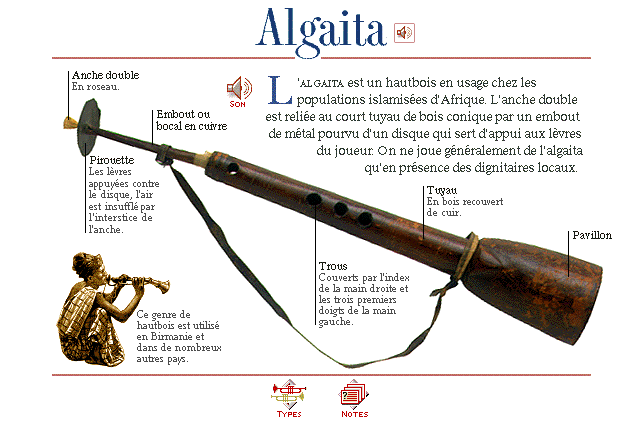 Algaita
Anche double
En roseau.
SON
L'ALGAITA est un hautbois en usage chez les
populations islamisées d'Afrique. L'anche double
est reliée au court tuyau de bois conique par un embout
de métal pourvu d'un disque qui sert d'appui aux lèvres
du joueur. On ne joue généralement de l'algaita
qu'en présence des dignitaires locaux.
Embout ou
bocal en cuivre
Pirouette
Les lèvres
appuyées contre
le disque, l'air
est insufflé par
l'interstice de
l'anche.
Tuyau
En bois recouvert
de cuir.
Pavillon
Trous
Couverts par l'index
de la main droite et
les trois premiers
doigts de la main
gauche.
Ce genre de
hautbois est utilisé
en Birmanie et
dans de nombreux
autres pays.
TYPES
NOTES